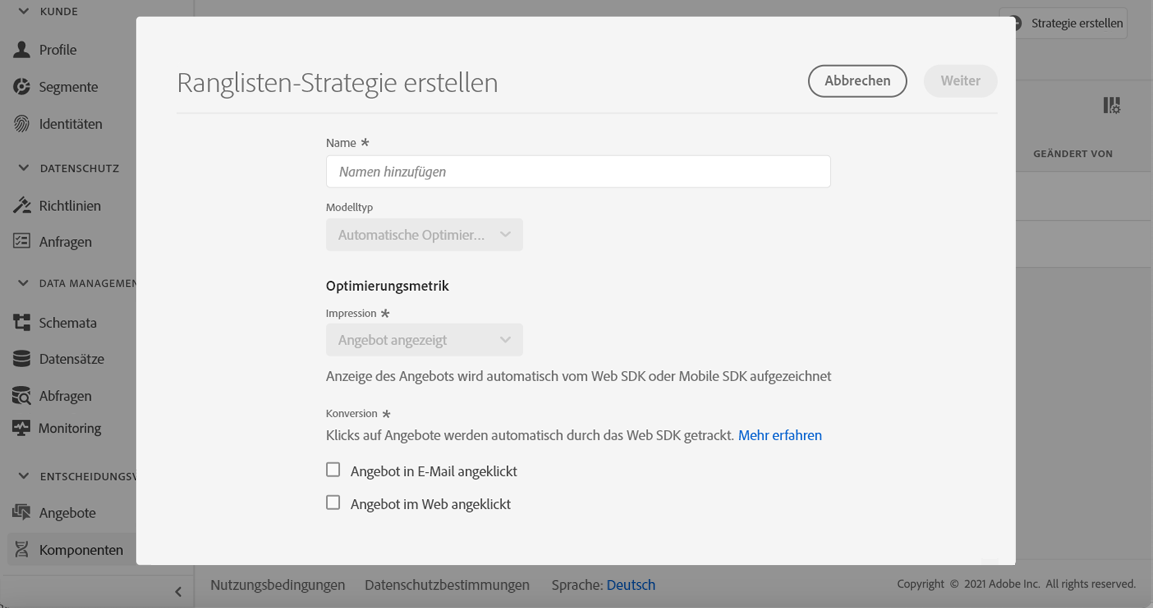 KUNDE
Profile
Segmente
Identitäten
DATENSCHUTZ
Richtlinien
Anfragen
DATA MANAGEMEN
Schemata
Datensätze
Abfragen
Monitoring
ENTSCHEIDUNGSV
Angebote
Komponenten
Strategie erstellen
GEÄNDERT VON
Ranglisten-Strategie erstellen
Abbrechen
Weiter
Name *
Namen hinzufügen
Modelltyp
Automatische Optimier...
Optimierungsmetrik
Impression *
Angebot angezeigt
Anzeige des Angebots wird automatisch vom Web SDK oder Mobile SDK aufgezeichnet
Konversion *
Klicks auf Angebote werden automatisch durch das Web SDK getrackt. Mehr erfahren
Angebot in E-Mail angeklickt
Angebot im Web angeklickt
Nutzungsbedingungen Datenschutzbestimmungen Sprache: Deutsch
Copyright © 2021 Adobe Inc. All rights reserved.